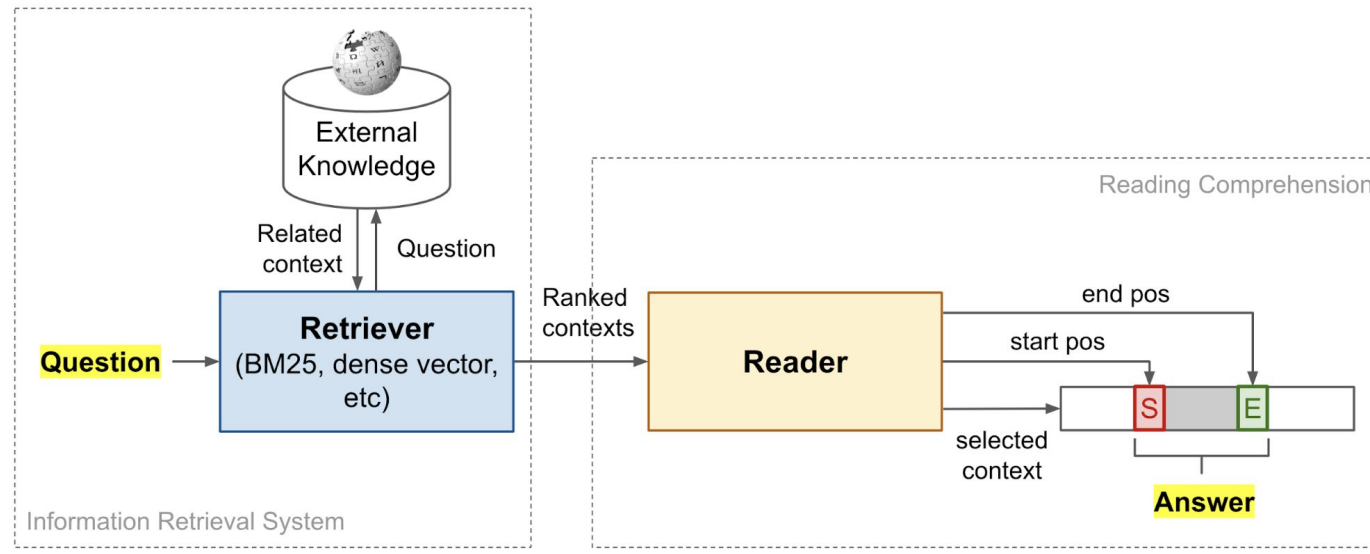 External
Knowledge
Reading Comprehension
Related
context
Question
Ranked
contexts
end pos
start pos
Question
Retriever
(BM25, dense vector,
etc)
Reader
S
E
selected
context
Answer
Information Retrieval System